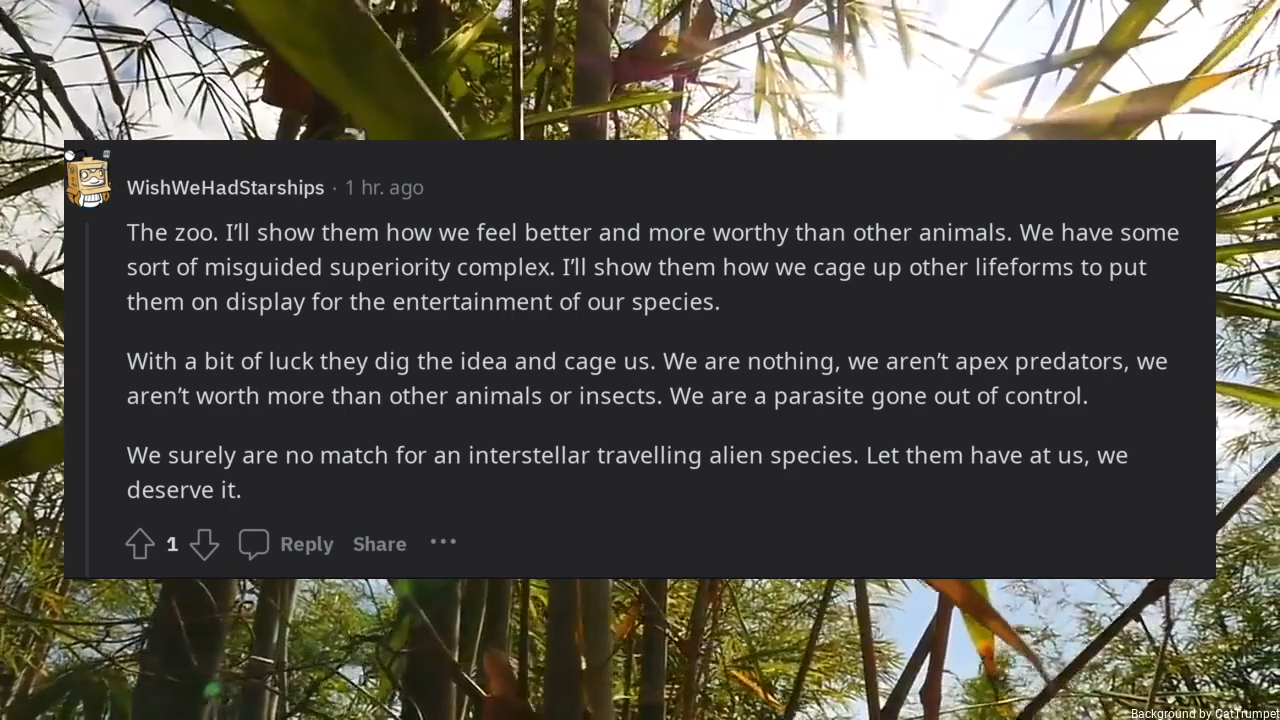 WishWeHadStarships · 1 hr. ago
The zoo. I’ll show them how we feel better and more worthy than other animals. We have some
sort of misguided superiority complex. I’ll show them how we cage up other lifeforms to put
them on display for the entertainment of our species.
With a bit of luck they dig the idea and cage us. We are nothing, we aren’t apex predators, we
aren’t worth more than other animals or insects. We are a parasite gone out of control.
We surely are no match for an interstellar travelling alien species. Let them have at us, we
deserve it.
1 Reply Share ···
Background by CatTrumpet